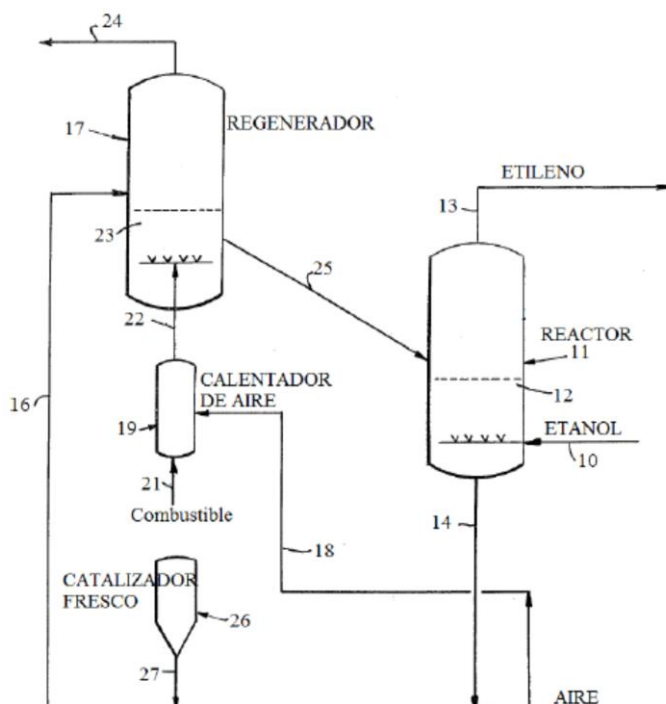 24
REGENERADOR
17
ETILENO
13
23
25
22
REACTOR
11
CALENTADOR
DE AIRE
12
16
19
ETANOL
10
21
14
Combustible
18
CATALIZADOR
FRESCO
26
27
AIRE